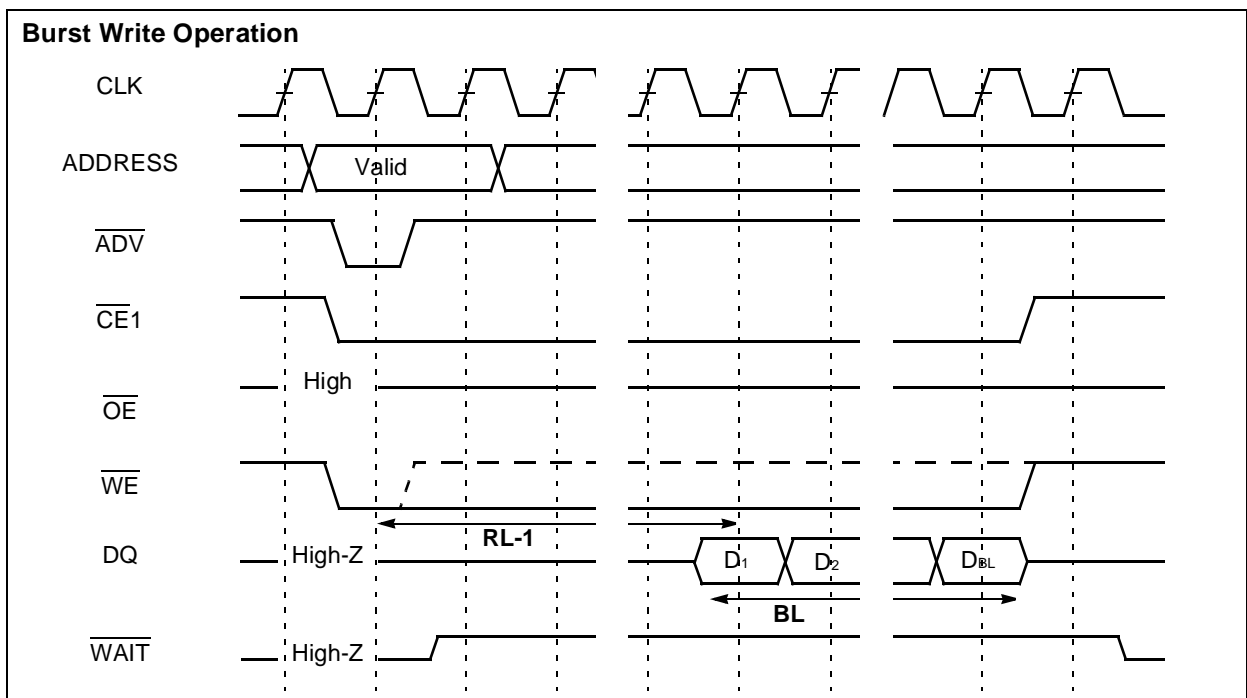 Burst Write Operation
CLK
ADDRESS
Valid
ADV
CE1
High
OE
WE
RL-1
DQ
High-Z
D1
D2
DBL
BL
WAIT
High-Z